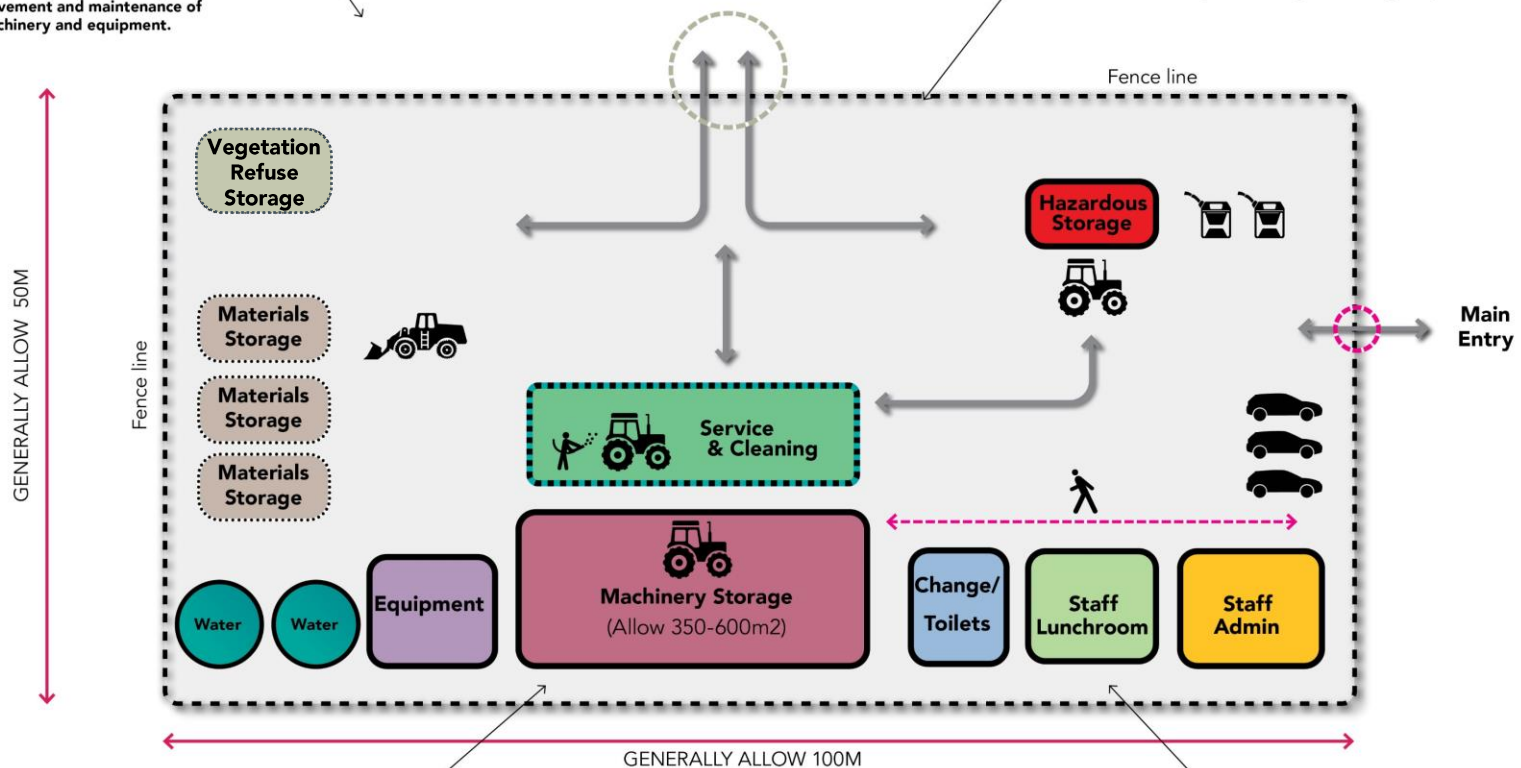 vement and maintenance of
chinery and equipment.
Fence line
Vegetation
Refuse
Storage
Hazardous
Storage
GENERALLY ALLOW 50M
Fence line
Materials
Storage
Main
Entry
Materials
Storage
Service
& Cleaning
Materials
Storage
Water
Water
Equipment
Machinery Storage
(Allow 350-600m2)
Change/
Toilets
Staff
Lunchroom
Staff
Admin
GENERALLY ALLOW 100M